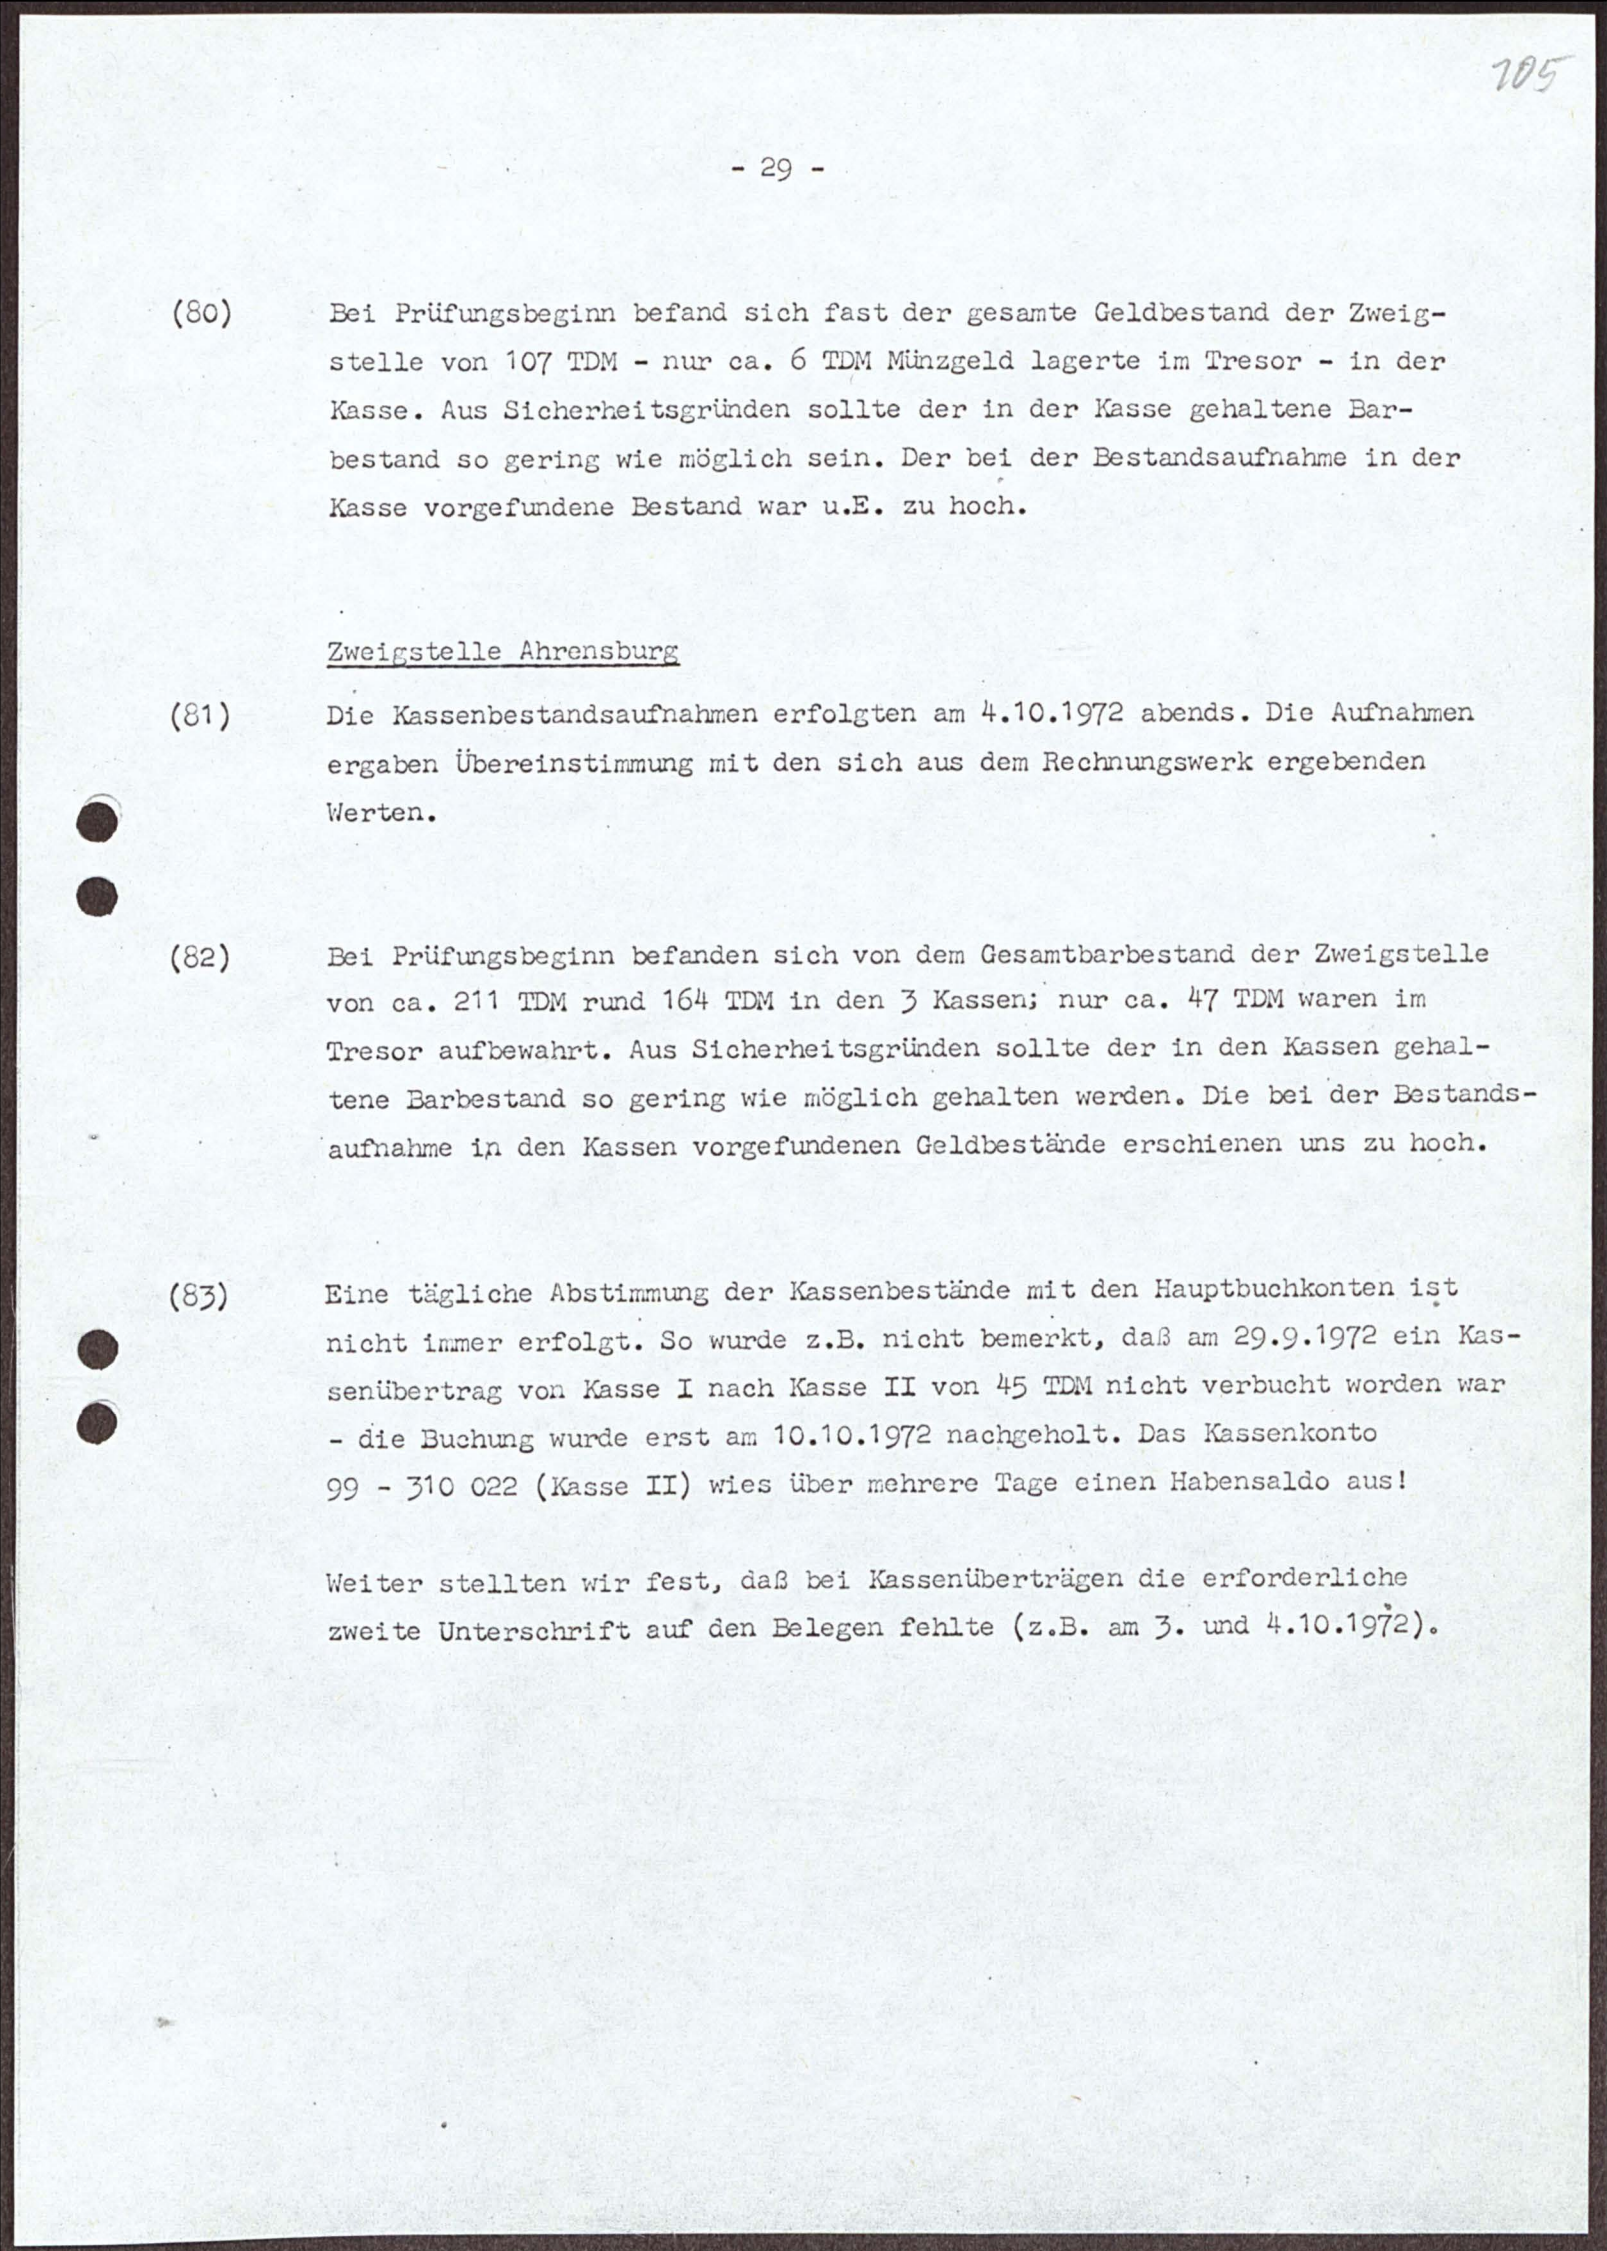 105
- 29 -
(80) Bei Prüfungsbeginn befand sich fast der gesamte Geldbestand der Zweig-
stelle von 107 TDM - nur ca. 6 TDM Münzgeld lagerte im Tresor - in der
Kasse. Aus Sicherheitsgründen sollte der in der Kasse gehaltene Bar-
bestand so gering wie möglich sein. Der bei der Bestandsaufnahme in der
Kasse vorgefundene Bestand war u.E. zu hoch.
Zweigstelle Ahrensburg
(81) Die Kassenbestandsaufnahmen erfolgten am 4.10.1972 abends. Die Aufnahmen
ergaben Übereinstimmung mit den sich aus dem Rechnungswerk ergebenden
Werten.
(82) Bei Prüfungsbeginn befanden sich von dem Gesamtbarbestand der Zweigstelle
von ca. 211 TDM rund 164 TDM in den 3 Kassen; nur ca. 47 TDM waren im
Tresor aufbewahrt. Aus Sicherheitsgründen sollte der in den Kassen gehal-
tene Barbestand so gering wie möglich gehalten werden. Die bei der Bestands-
aufnahme in den Kassen vorgefundenen Geldbestände erschienen uns zu hoch.
(83) Eine tägliche Abstimmung der Kassenbestände mit den Hauptbuchkonten ist
nicht immer erfolgt. So wurde z.B. nicht bemerkt, daß am 29.9.1972 ein Kas-
senübertrag von Kasse I nach Kasse II von 45 TDM nicht verbucht worden war
- die Buchung wurde erst am 10.10.1972 nachgeholt. Das Kassenkonto
99 - 310 022 (Kasse II) wies über mehrere Tage einen Habensaldo aus!
Weiter stellten wir fest, daß bei Kassenüberträgen die erforderliche
zweite Unterschrift auf den Belegen fehlte (z.B. am 3. und 4.10.1972).